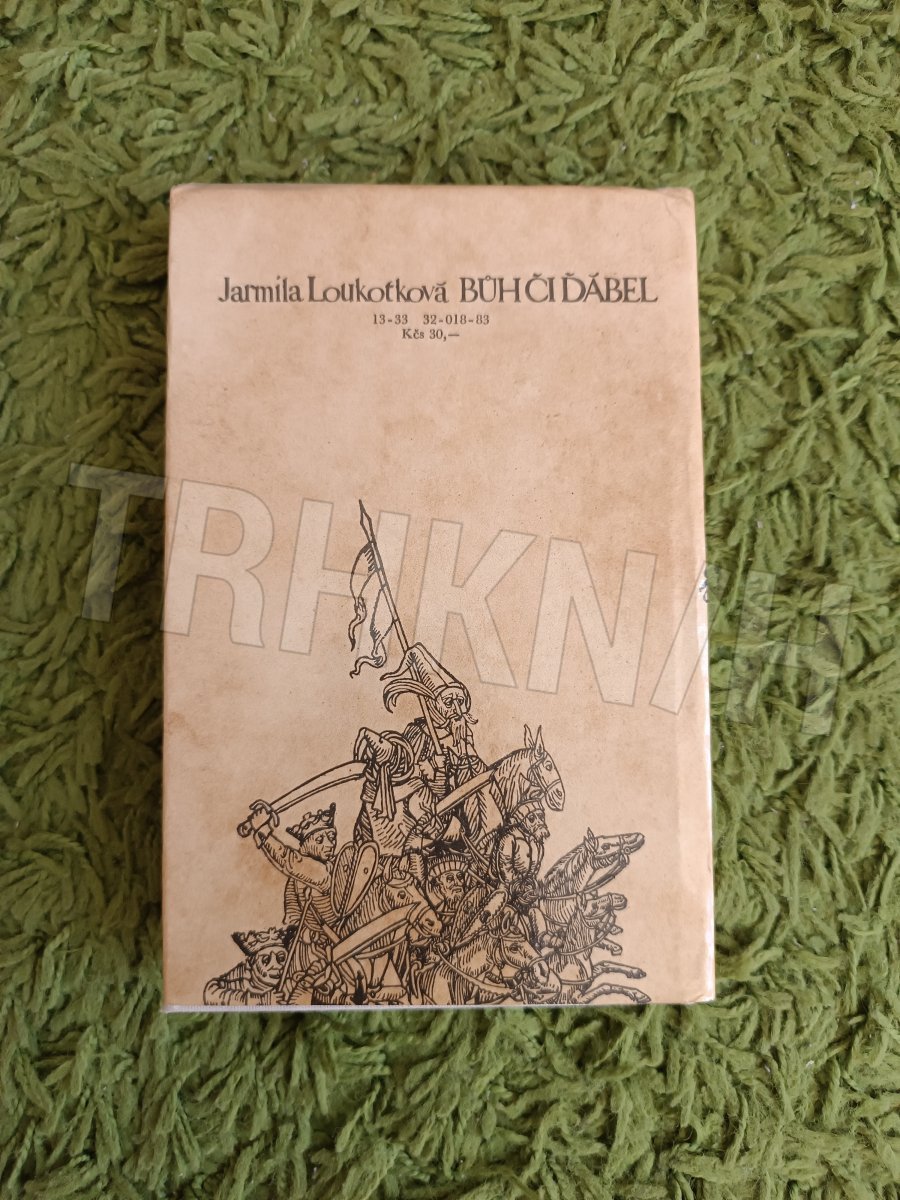 Jarmila Loukotková BŮH ČI ĎÁBEL
13-33 32-018-83
Kčs 30,—
TRHKNIH